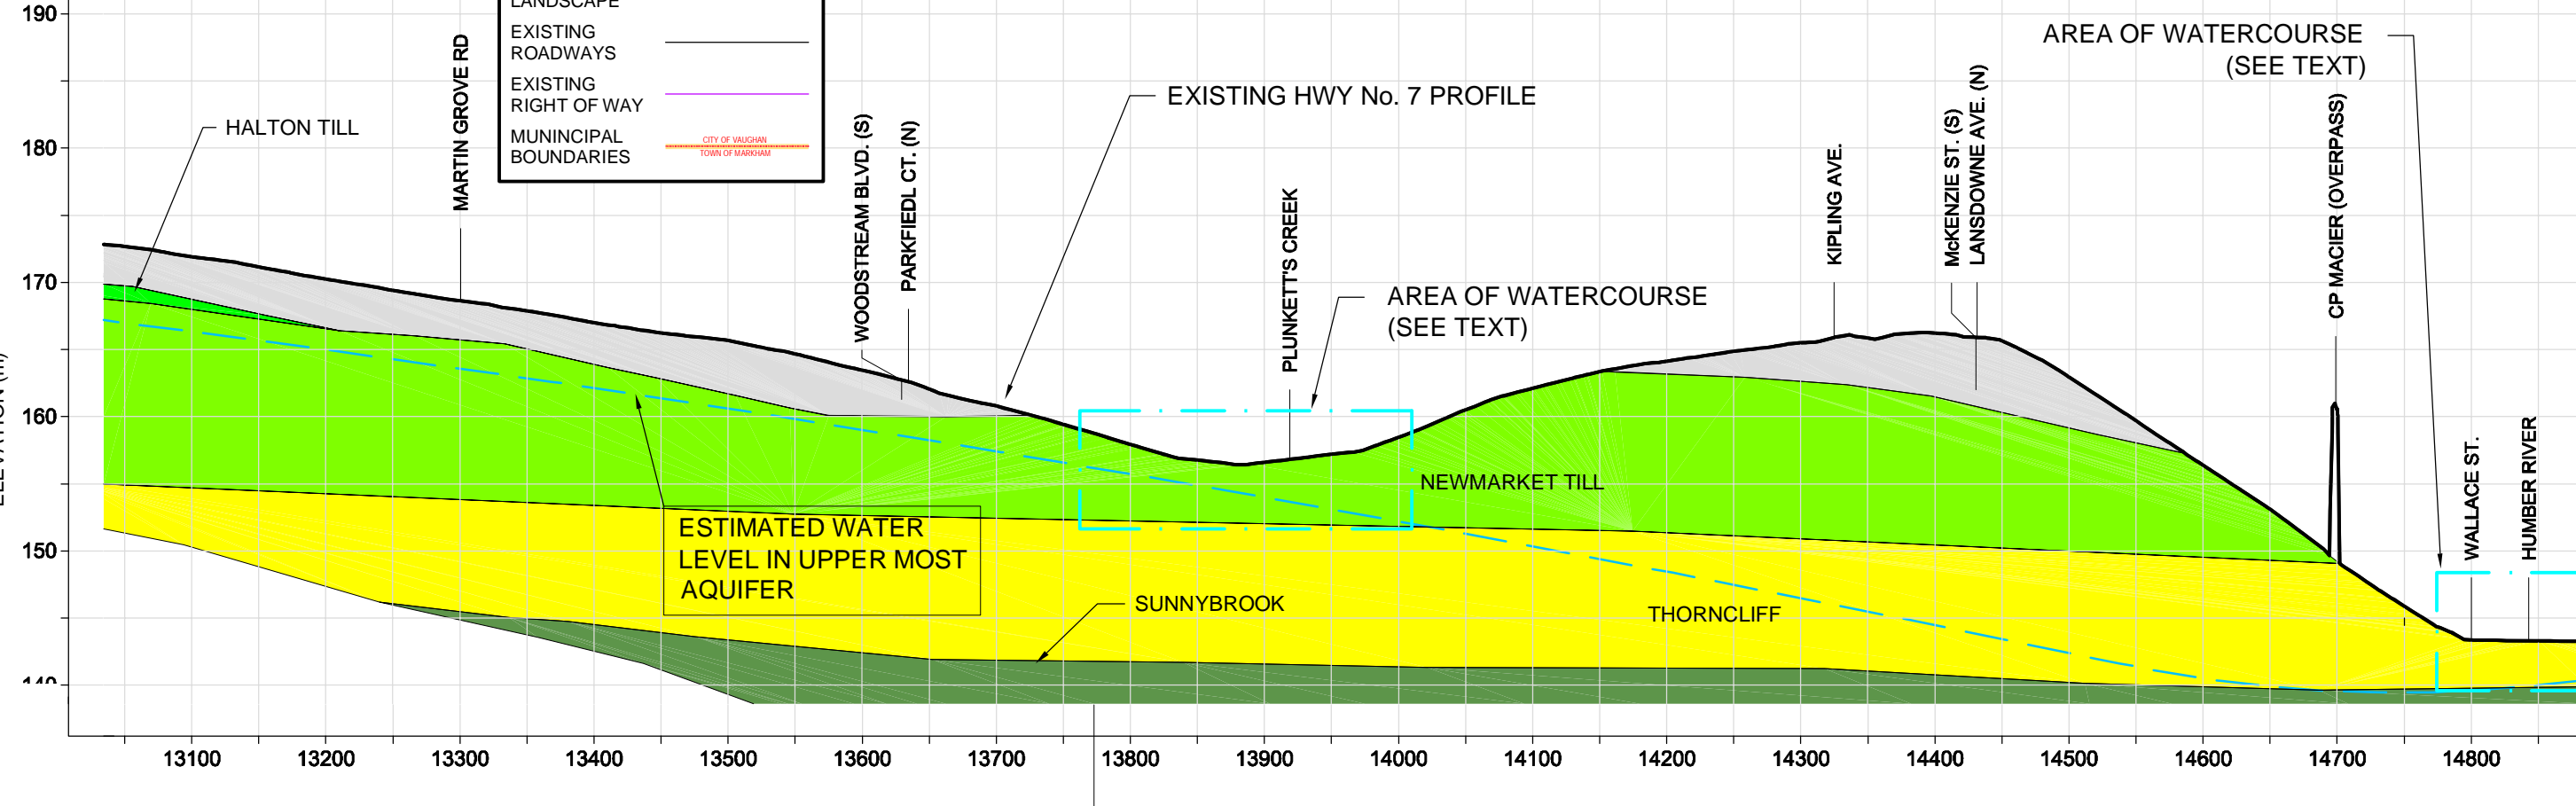 190
LANDSCAPE
EXISTING
ROADWAYS
EXISTING
RIGHT OF WAY
MUNINCIPAL
BOUNDARIES
CITY OF VAUGHAN
TOWN OF MARKHAM
AREA OF WATERCOURSE
(SEE TEXT)
HALTON TILL
MARTIN GROVE RD
EXISTING HWY No. 7 PROFILE
WOODSTREAM BLVD. (S)
PARKFIEDL CT. (N)
PLUNKETT'S CREEK
KIPLING AVE.
McKENZIE ST. (S)
LANSDOWNE AVE. (N)
CP MACIER (OVERPASS)
180
170
AREA OF WATERCOURSE
(SEE TEXT)
160
NEWMARKET TILL
WALLACE ST.
HUMBER RIVER
ESTIMATED WATER
LEVEL IN UPPER MOST
AQUIFER
150
SUNNYBROOK
THORNCLIFF
140
13100 13200 13300 13400 13500 13600 13700 13800 13900 14000 14100 14200 14300 14400 14500 14600 14700 14800